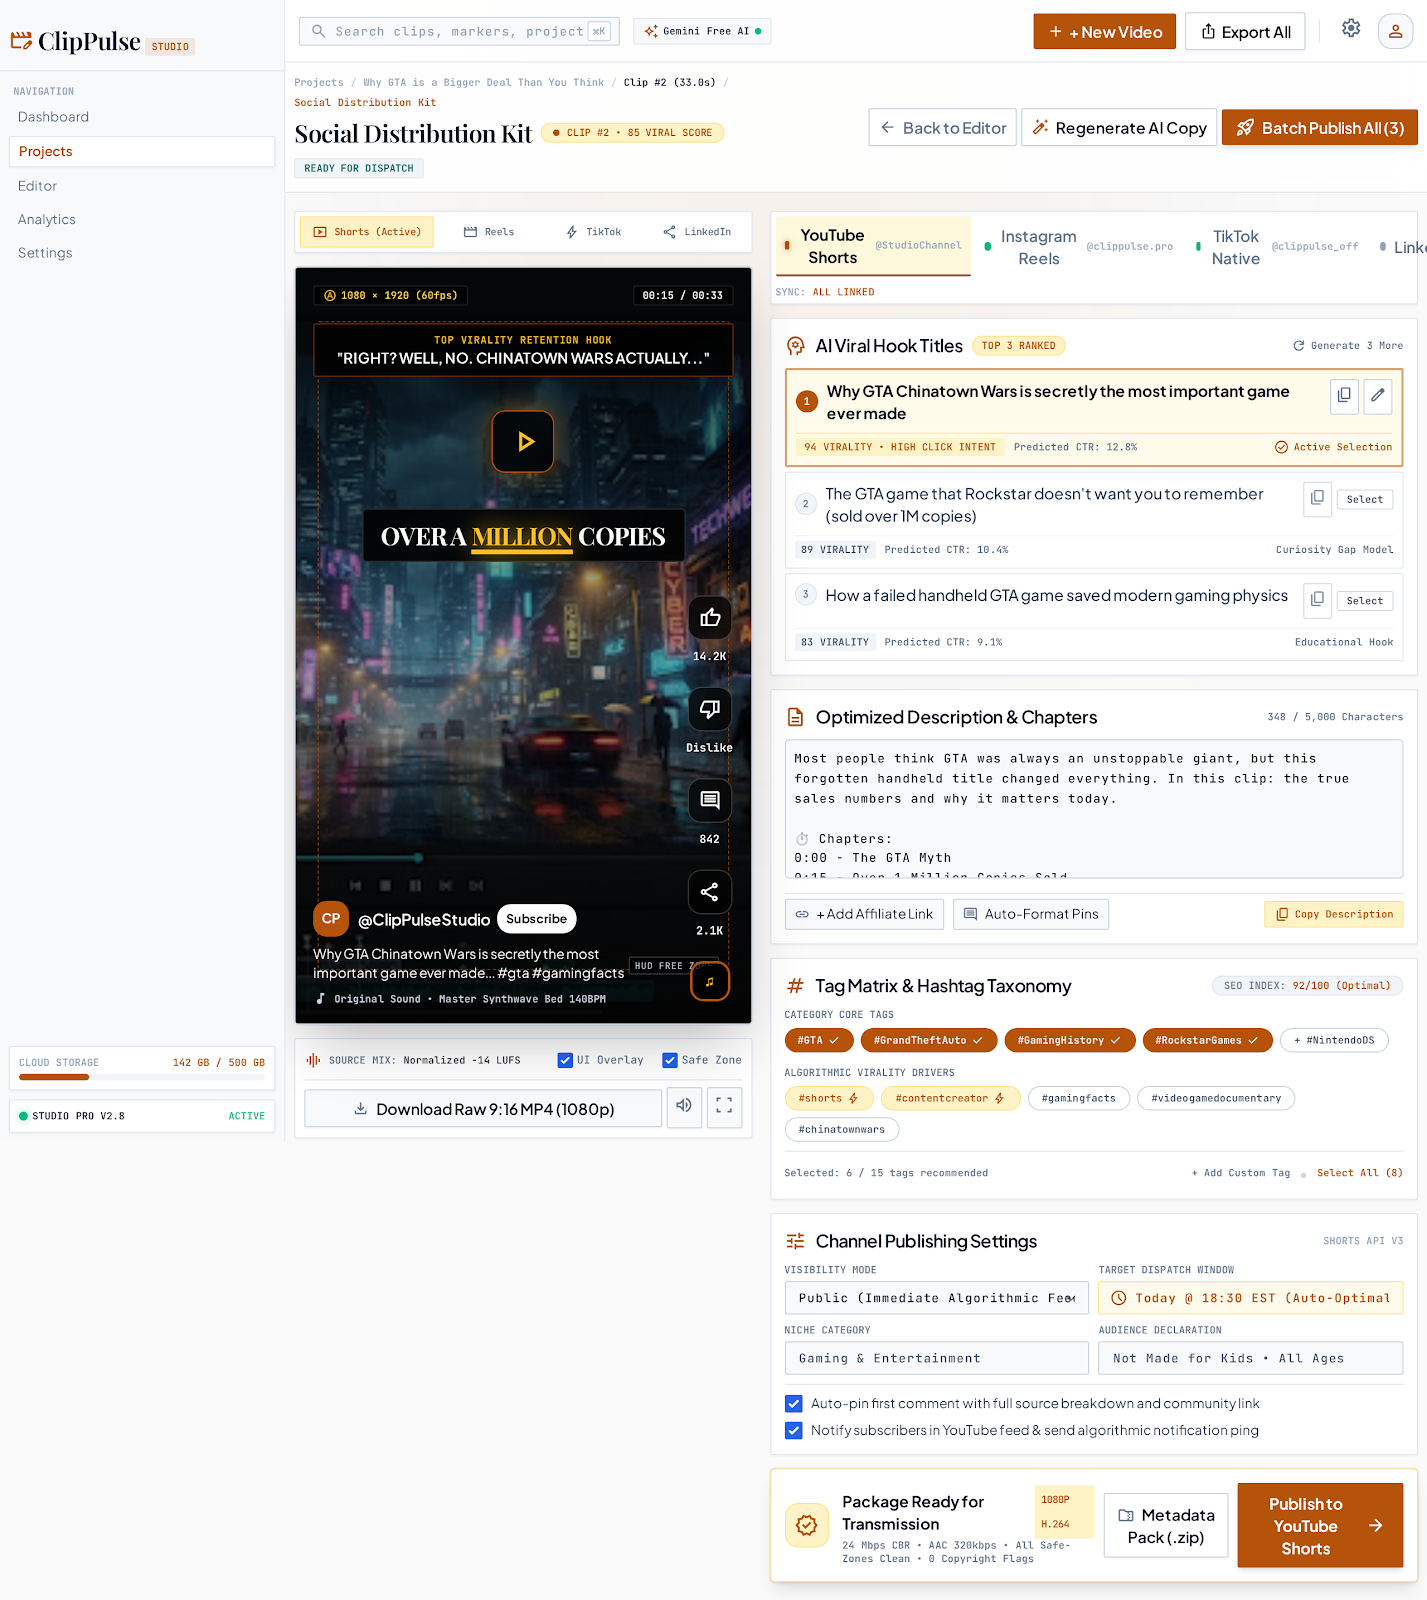 ClipPulse STUDIO
Search clips, markers, project ⌘K
Gemini Free AI
+ New Video
Export All
NAVIGATION
Dashboard
Projects
Editor
Analytics
Settings
CLOUD STORAGE 142 GB / 500 GB
STUDIO PRO V2.8 ACTIVE
Projects / Why GTA is a Bigger Deal Than You Think / Clip #2 (33.0s) /
Social Distribution Kit
Social Distribution Kit
CLIP #2 • 85 VIRAL SCORE
READY FOR DISPATCH
Back to Editor
Regenerate AI Copy
Batch Publish All (3)
Shorts (Active)
Reels
TikTok
LinkedIn
1080 × 1920 (60fps)
00:15 / 00:33
TOP VIRALITY RETENTION HOOK
"RIGHT? WELL, NO. CHINATOWN WARS ACTUALLY..."
OVER A MILLION COPIES
CYBER
14.2K
Dislike
842
2.1K
CP
@ClipPulseStudio
Subscribe
Why GTA Chinatown Wars is secretly the most
important game ever made... #gta #gamingfacts
HUD FREE
Original Sound • Master Synthwave Bed 140BPM
SOURCE MIX: Normalized -14 LUFS
UI Overlay
Safe Zone
Download Raw 9:16 MP4 (1080p)
YouTube
Shorts
@StudioChannel
Instagram
Reels
@clippulse.pro
TikTok
Native
@clippulse_off
Linke
SYNC: ALL LINKED
AI Viral Hook Titles
TOP 3 RANKED
Generate 3 More
1
Why GTA Chinatown Wars is secretly the most important game
ever made
94 VIRALITY • HIGH CLICK INTENT
Predicted CTR: 12.8%
Active Selection
2
The GTA game that Rockstar doesn't want you to remember
(sold over 1M copies)
Select
89 VIRALITY
Predicted CTR: 10.4%
Curiosity Gap Model
3
How a failed handheld GTA game saved modern gaming physics
Select
83 VIRALITY
Predicted CTR: 9.1%
Educational Hook
Optimized Description & Chapters
348 / 5,000 Characters
Most people think GTA was always an unstoppable giant, but this
forgotten handheld title changed everything. In this clip: the true
sales numbers and why it matters today.
⏱️ Chapters:
0:00 - The GTA Myth
0:15 - Over 1 Million Copies Sold
+ Add Affiliate Link
Auto-Format Pins
Copy Description
Tag Matrix & Hashtag Taxonomy
SEO INDEX: 92/100 (Optimal)
CATEGORY CORE TAGS
#GTA ✓ #GrandTheftAuto ✓ #GamingHistory ✓ #RockstarGames ✓ + #NintendoDS
ALGORITHMIC VIRALITY DRIVERS
#shorts #contentcreator #gamingfacts #videogamedocumentary
#chinatownwars
Selected: 6 / 15 tags recommended
+ Add Custom Tag
Select All (8)
Channel Publishing Settings
SHORTS API V3
VISIBILITY MODE
Public (Immediate Algorithmic Fee
TARGET DISPATCH WINDOW
Today @ 18:30 EST (Auto-Optimal
NICHE CATEGORY
Gaming & Entertainment
AUDIENCE DECLARATION
Not Made for Kids • All Ages
Auto-pin first comment with full source breakdown and community link
Notify subscribers in YouTube feed & send algorithmic notification ping
Package Ready for
Transmission
1080P
H.264
24 Mbps CBR • AAC 320kbps • All Safe-
Zones Clean • 0 Copyright Flags
Metadata
Pack (.zip)
Publish to
YouTube
Shorts